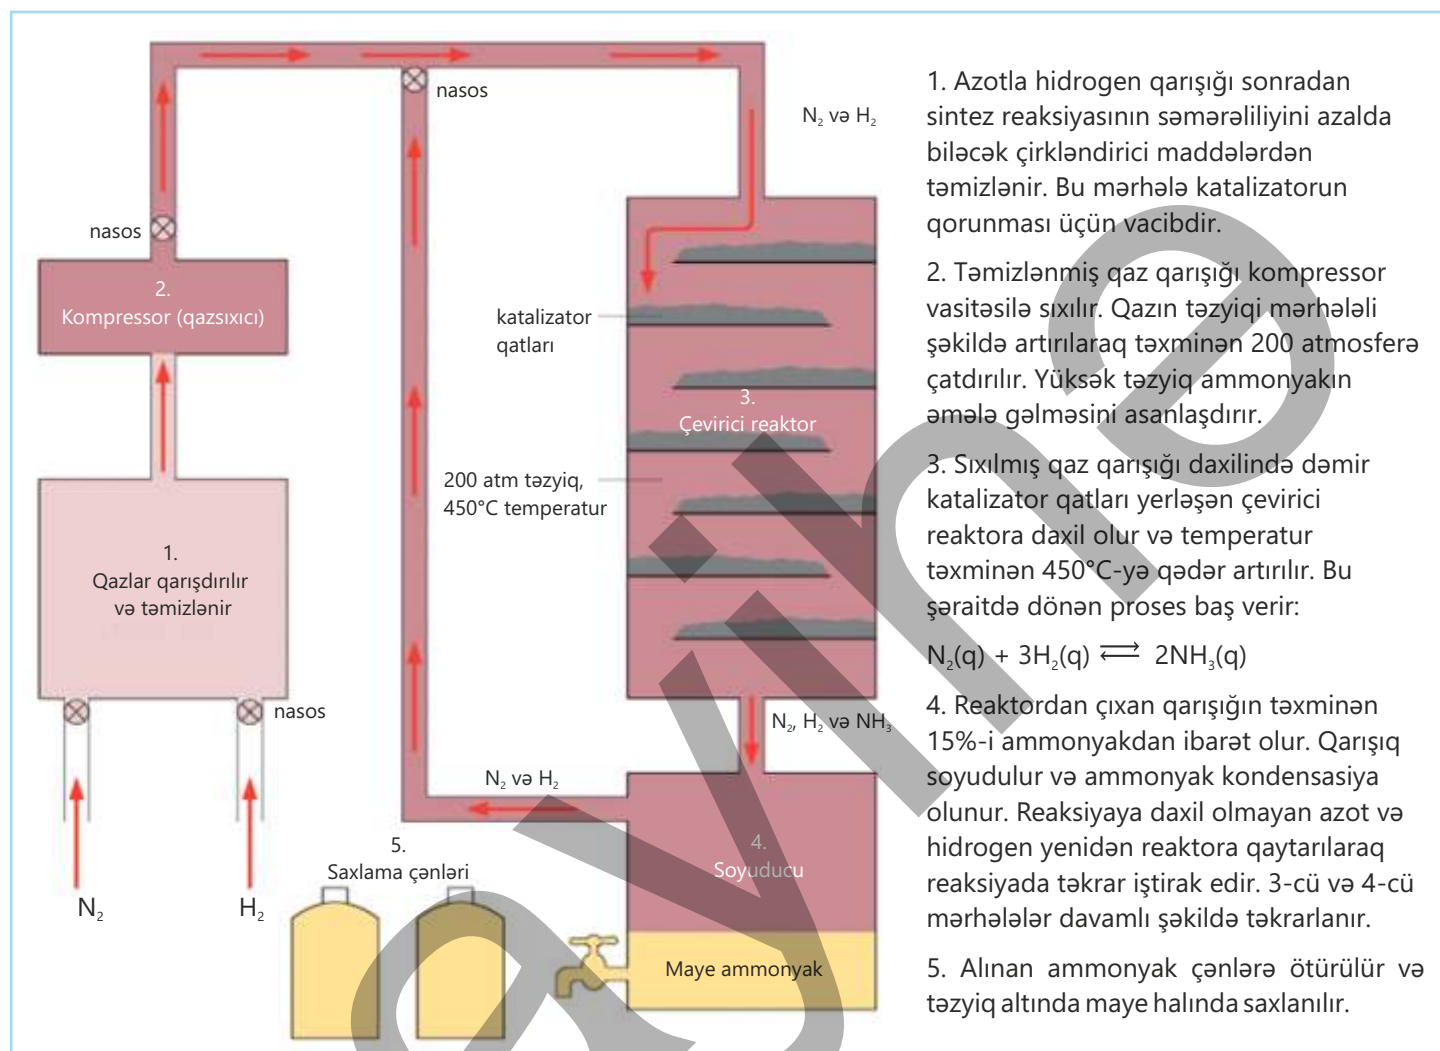 nasos
N₂ və H₂
nasos
2.
Kompressor (qazsıxıcı)
katalizator
qatları
3.
Çevirici reaktor
200 atm təzyiq,
450°C temperatur
1.
Qazlar qarışdırılır
və təmizlənir
nasos
N₂, H₂ və NH₃
N₂ və H₂
5.
Saxlama çənləri
4.
Soyuducu
N₂
H₂
Maye ammonyak
1. Azotla hidrogen qarışığı sonradan
sintez reaksiyasının səmərəliliyini azalda
biləcək çirkləndirici maddələrdən
təmizlənir. Bu mərhələ katalizatorun
qorunması üçün vacibdir.
2. Təmizlənmiş qaz qarışığı kompressor
vasitəsilə sıxılır. Qazın təzyiqi mərhələli
şəkildə artırılaraq təxminən 200 atmosferə
çatdırılır. Yüksək təzyiq ammonyakın
əmələ gəlməsini asanlaşdırır.
3. Sıxılmış qaz qarışığı daxilində dəmir
katalizator qatları yerləşən çevirici
reaktora daxil olur və temperatur
təxminən 450°C-yə qədər artırılır. Bu
şəraitdə dönən proses baş verir:
N₂(q) + 3H₂(q) ⇄ 2NH₃(q)
4. Reaktordan çıxan qarışığın təxminən
15%-i ammonyakdan ibarət olur. Qarışıq
soyudulur və ammonyak kondensasiya
olunur. Reaksiyaya daxil olmayan azot və
hidrogen yenidən reaktora qaytarılaraq
reaksiyada təkrar iştirak edir. 3-cü və 4-cü
mərhələlər davamlı şəkildə təkrarlanır.
5. Alınan ammonyak çənlərə ötürülür və
təzyiq altında maye halında saxlanılır.